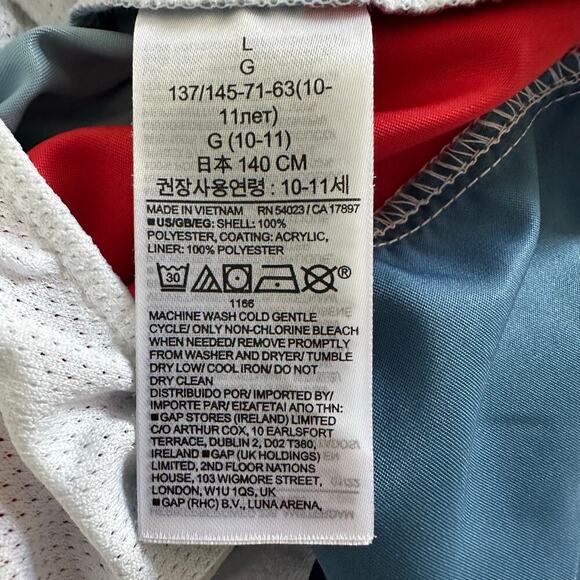 L
G
137/145-71-63(10-
11лет)
G (10-11)
日本 140 CM
권장사용연령 : 10-11세
MADE IN VIETNAM RN 54023 / CA 17897
■US/GB/EG: SHELL: 100%
POLYESTER, COATING: ACRYLIC,
LINER: 100% POLYESTER
30
®
1166
MACHINE WASH COLD GENTLE
CYCLE/ ONLY NON-CHLORINE BLEACH
WHEN NEEDED/ REMOVE PROMPTLY
FROM WASHER AND DRYER/ TUMBLE
DRY LOW/ COOL IRON/ DO NOT
DRY CLEAN
DISTRIBUIDO POR/ IMPORTED BY/
IMPORTE PAR/ ΕΙΣΑΓΕΤΑΙ ΑΠΟ ΤΗΝ:
■GAP STORES (IRELAND) LIMITED
C/O ARTHUR COX, 10 EARLSFORT
TERRACE, DUBLIN 2, D02 T380,
IRELAND ■GAP (UK HOLDINGS)
LIMITED, 2ND FLOOR NATIONS
HOUSE, 103 WIGMORE STREET,
LONDON, W1U 1QS, UK
■GAP (RHC) B.V., LUNA ARENA,